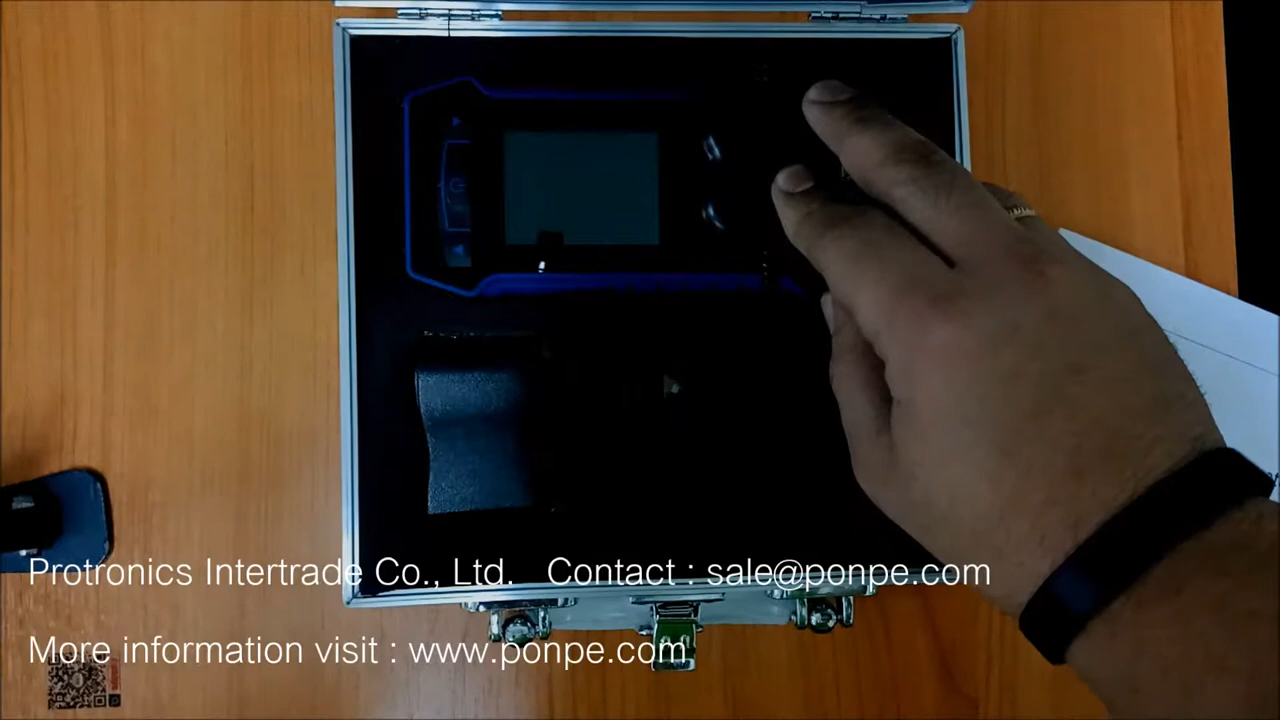 Protronics Intertrade Co., Ltd. Contact : sale@ponpe.com
More information visit : www.ponpe.com